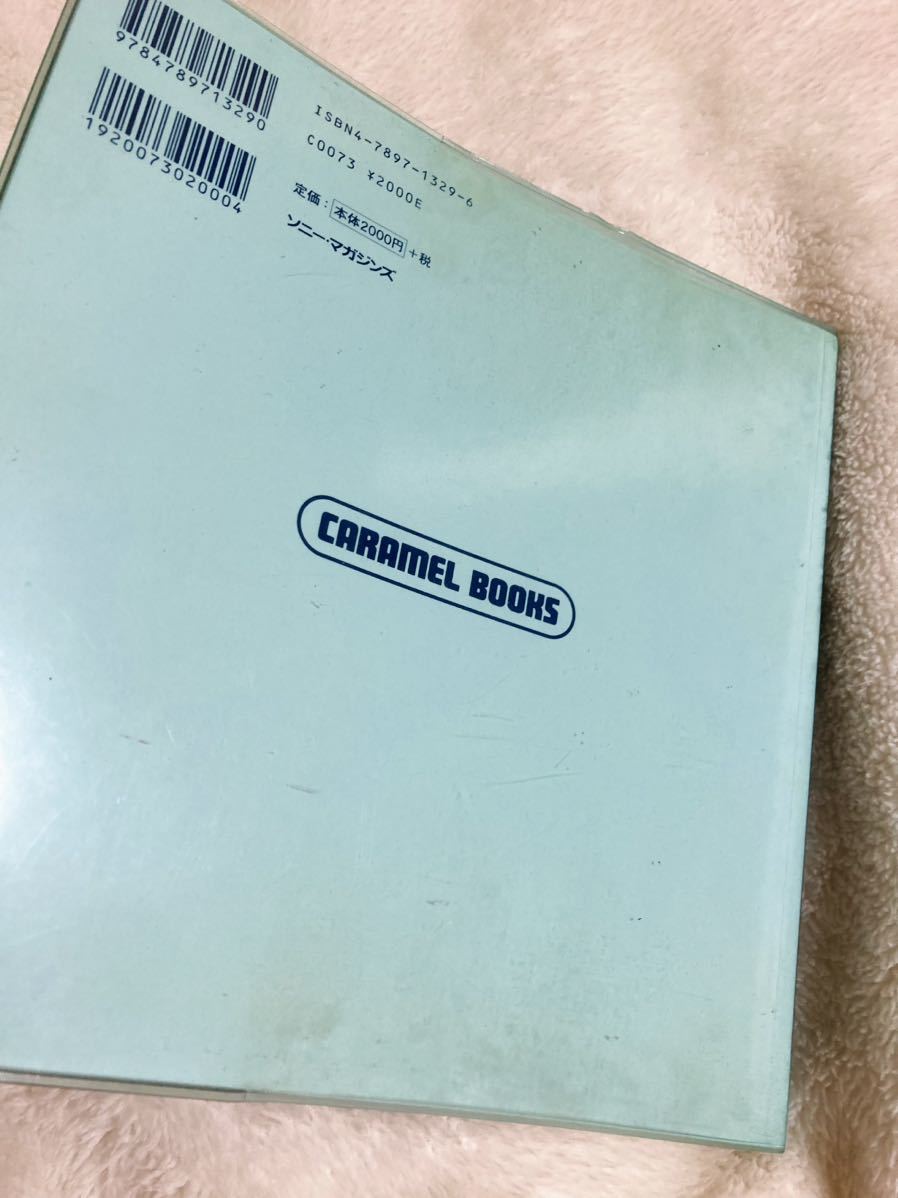 9784789713290
1920073020004
ISBN4-7897-1329-6
C0073 ¥2000E
定価：本体2000円+税
ソニー・マガジンズ
CARAMEL BOOKS